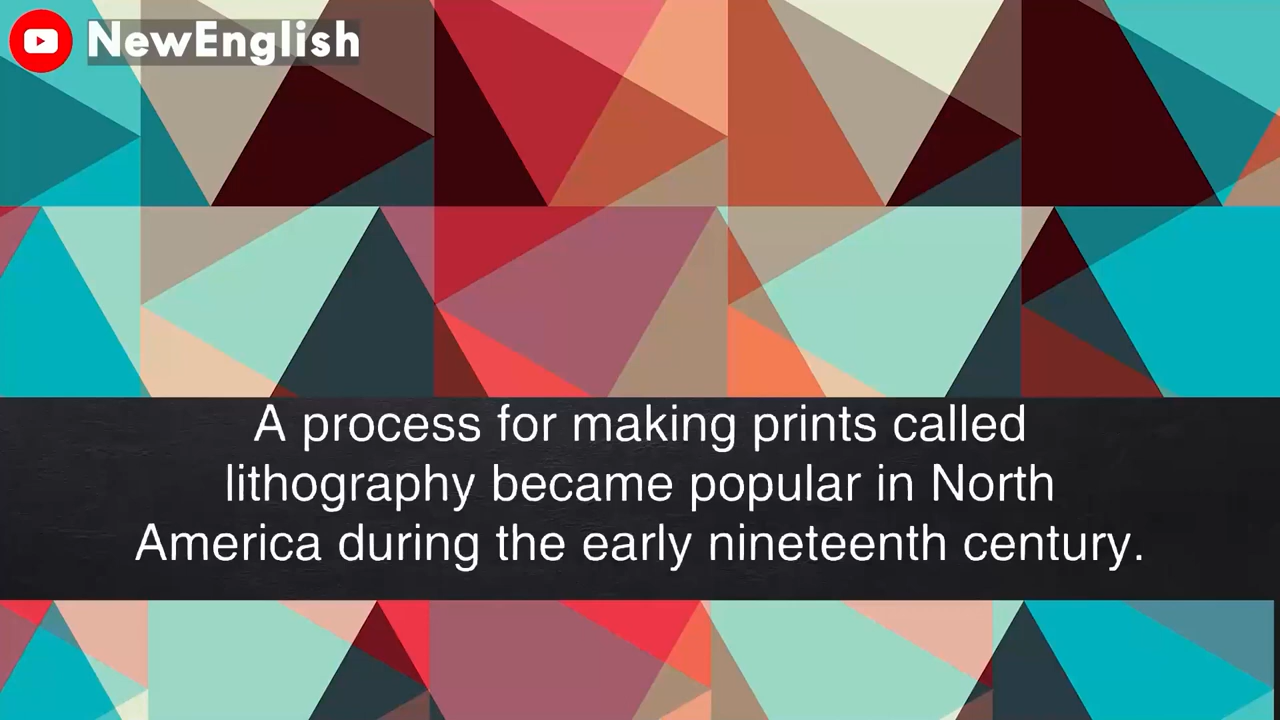 NewEnglish
A process for making prints called
lithography became popular in North
America during the early nineteenth century.